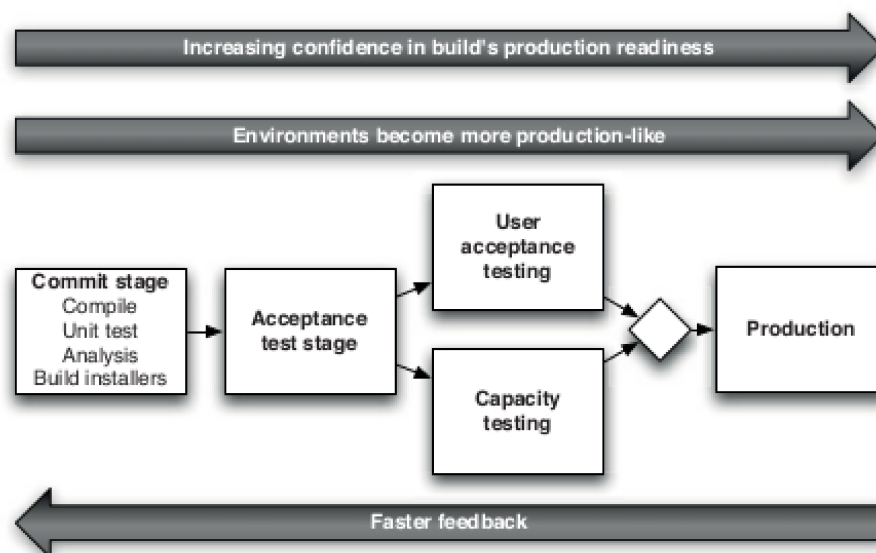 Increasing confidence in build's production readiness
Environments become more production-like
Commit stage
Compile
Unit test
Analysis
Build installers
Acceptance
test stage
User
acceptance
testing
Capacity
testing
Production
Faster feedback